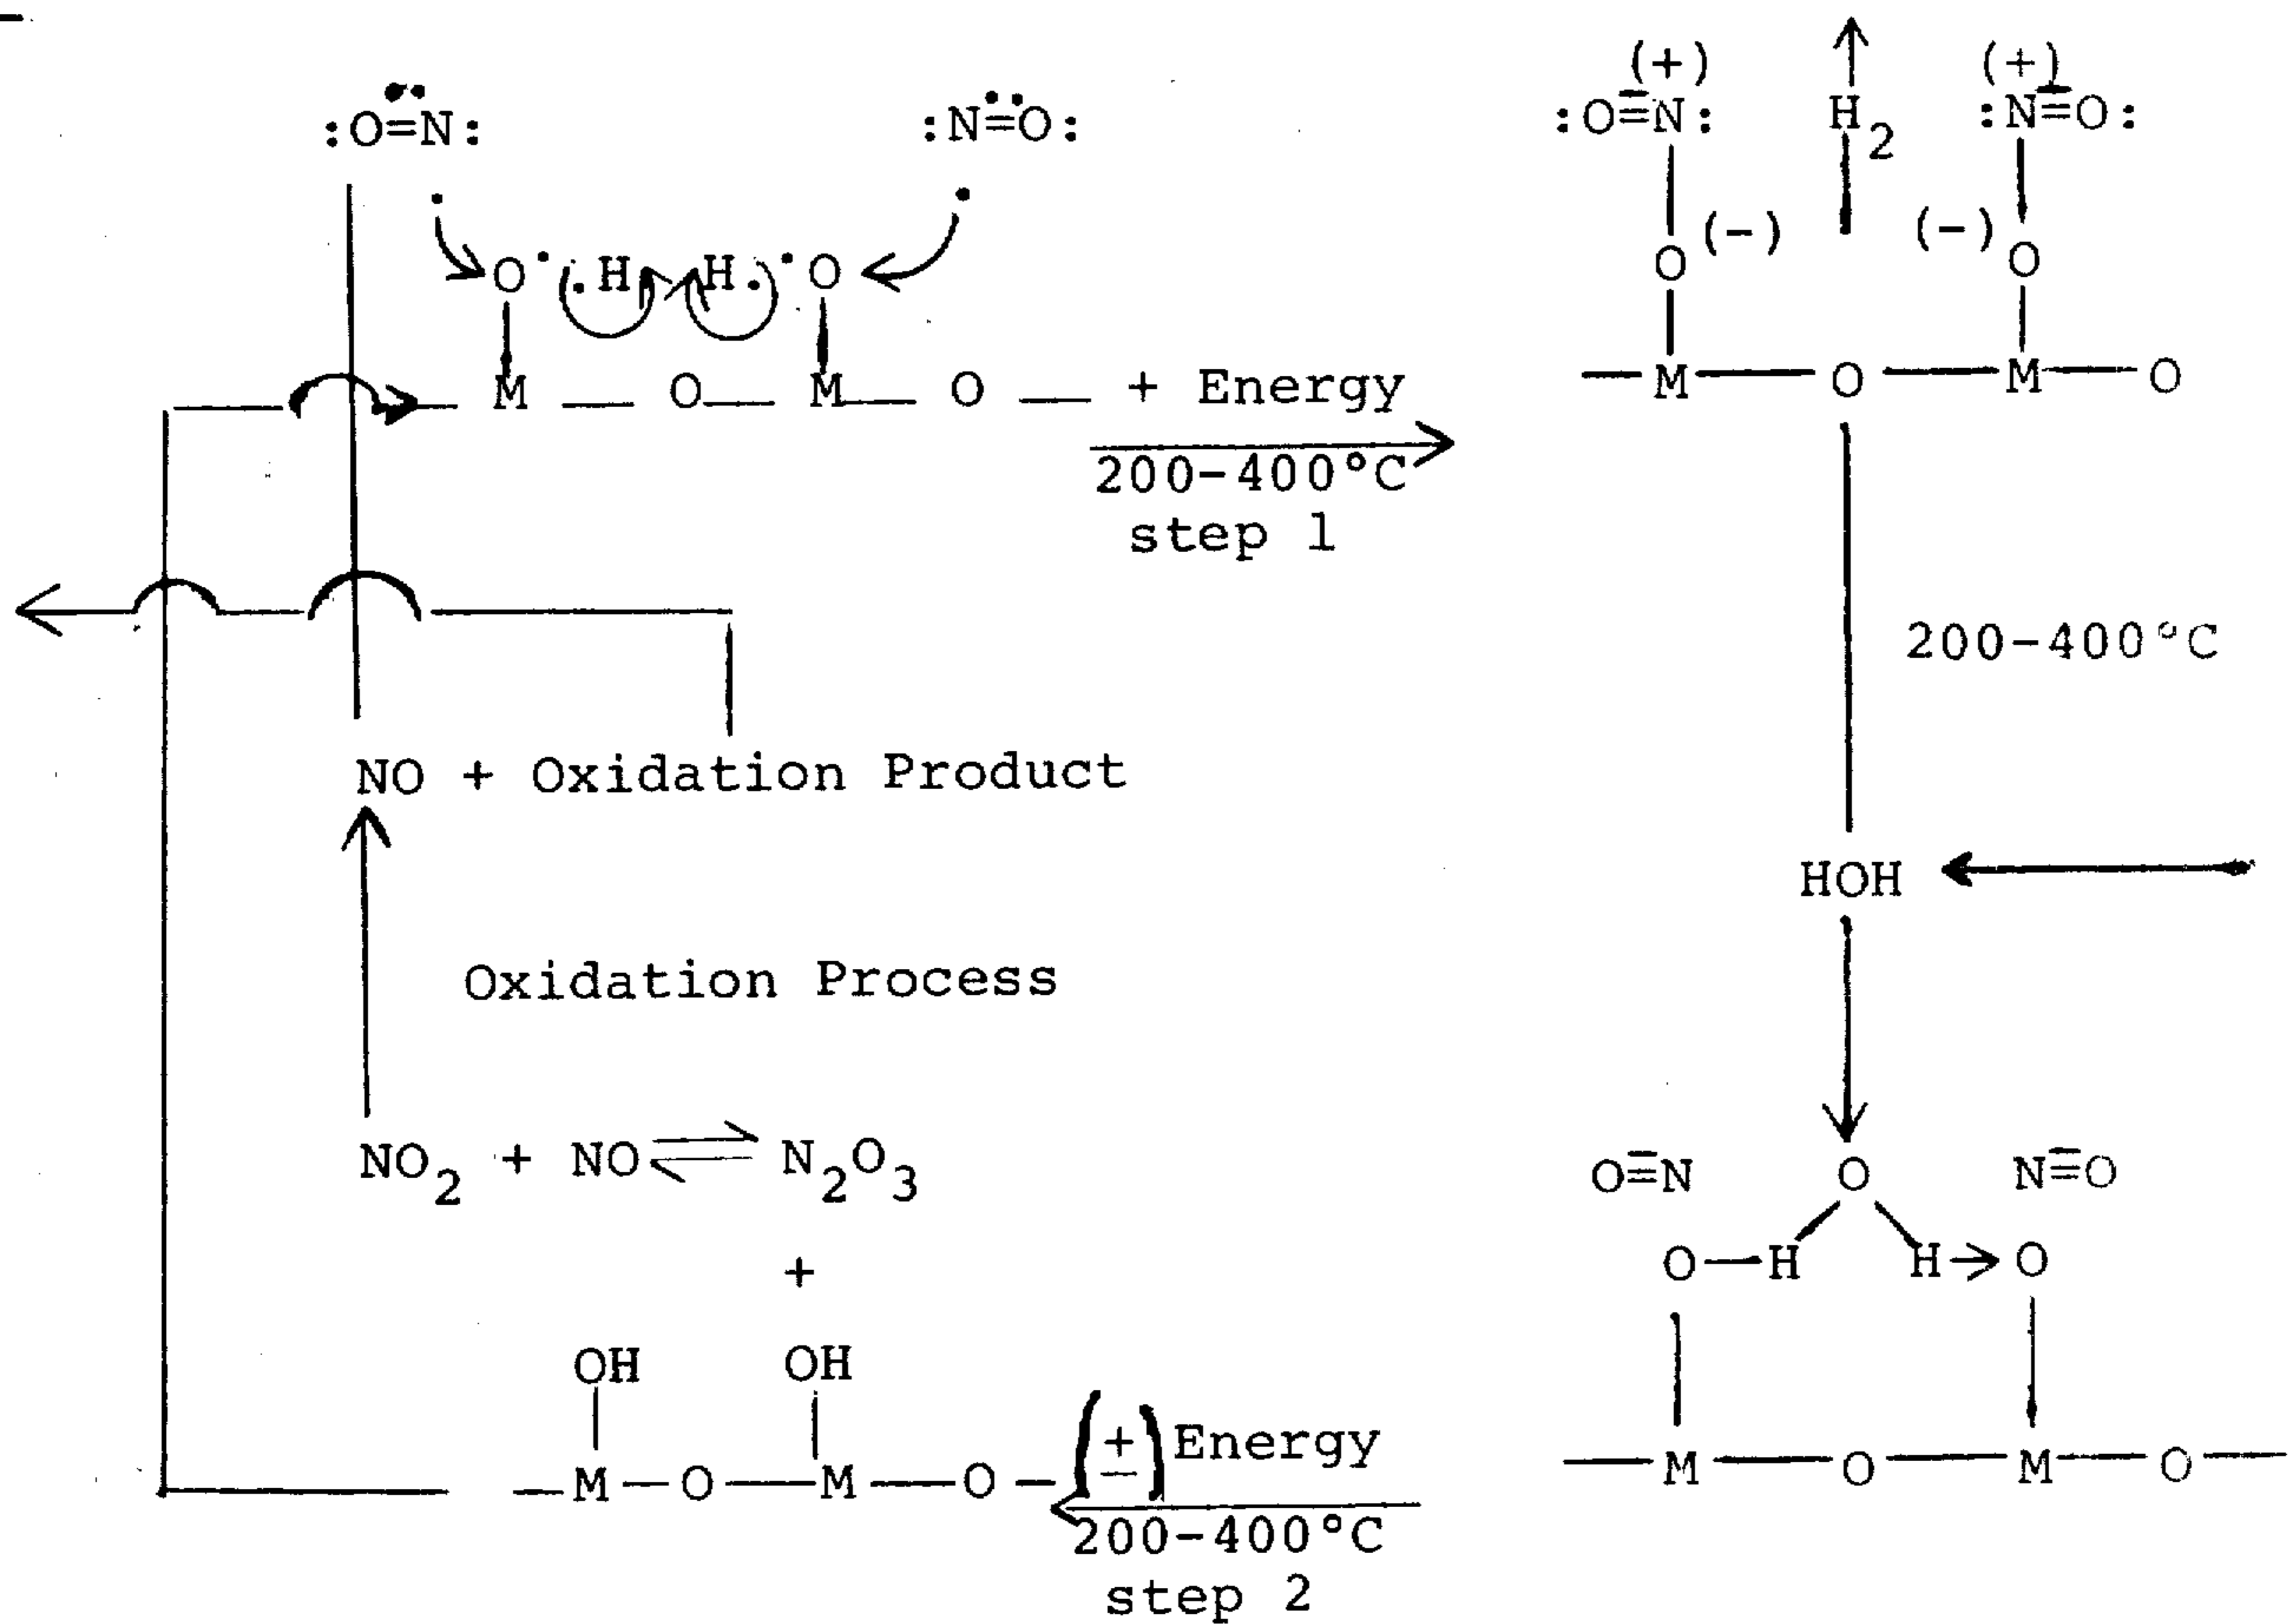 :O=N: :N=O:
(+) H2 (+)
:O=N: :N=O:
O (-) (-) O
O· (.H H.) ·O
M O M O + Energy
M O M O
200-400°C
step 1
200-400°C
NO + Oxidation Product
HOH
Oxidation Process
NO2 + NO ⇌ N2O3
O=N O N=O
+
O-H H→O
OH OH
M-O-M-O- (±) Energy
M O M O
200-400°C
step 2